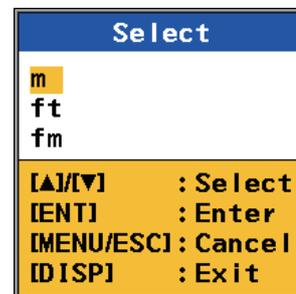 Select
m
ft
fm
[▲]/[▼] :Select
[ENT] :Enter
[MENU/ESC]:Cancel
[DISP] :Exit